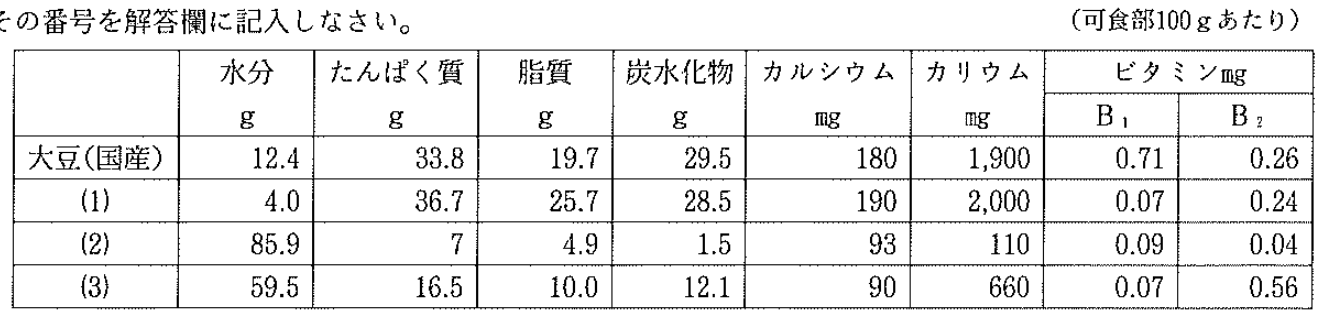 その番号を解答欄に記入しなさい。 (可食部100gあたり)
水分 たんぱく質 脂質 炭水化物 カルシウム カリウム ビタミンmg
g g g g mg mg B₁ B₂
大豆(国産) 12.4 33.8 19.7 29.5 180 1,900 0.71 0.26
(1) 4.0 36.7 25.7 28.5 190 2,000 0.07 0.24
(2) 85.9 7 4.9 1.5 93 110 0.09 0.04
(3) 59.5 16.5 10.0 12.1 90 660 0.07 0.56